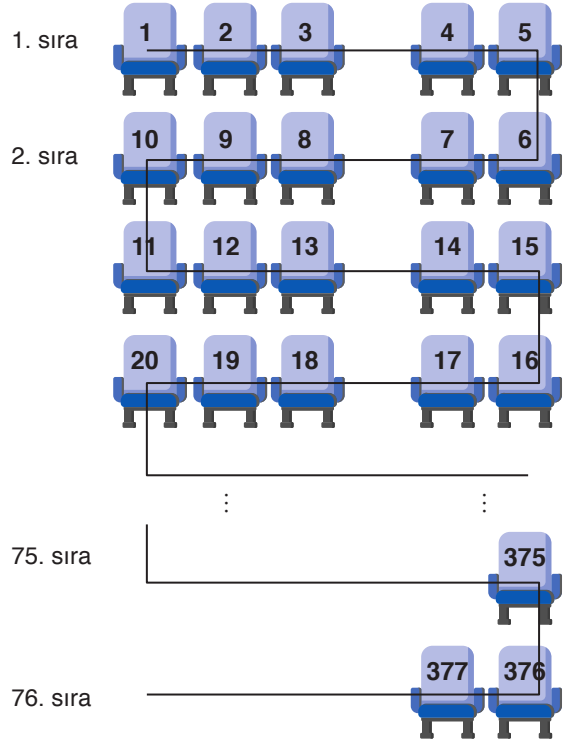 1. sıra 1 2 3 4 5
2. sıra 10 9 8 7 6
11 12 13 14 15
20 19 18 17 16
⋮ ⋮
75. sıra 375
76. sıra 377 376